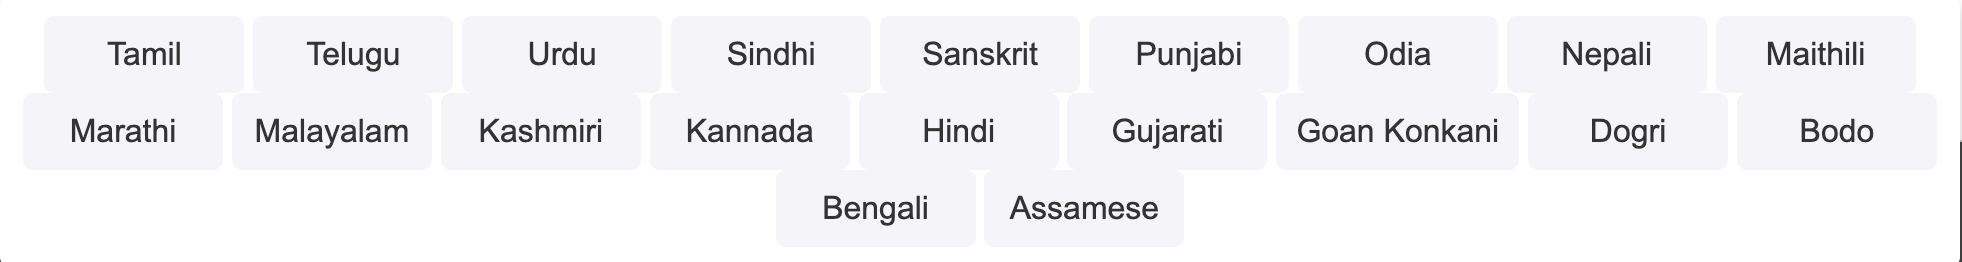 Tamil Telugu Urdu Sindhi Sanskrit Punjabi Odia Nepali Maithili
Marathi Malayalam Kashmiri Kannada Hindi Gujarati Goan Konkani Dogri Bodo
Bengali Assamese